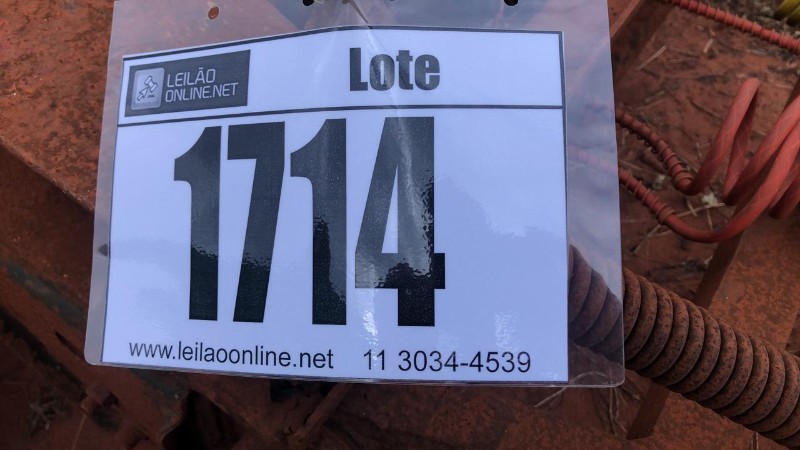 LEILÃO
ONLINE.NET
Lote
1714
www.leilaoonline.net 11 3034-4539